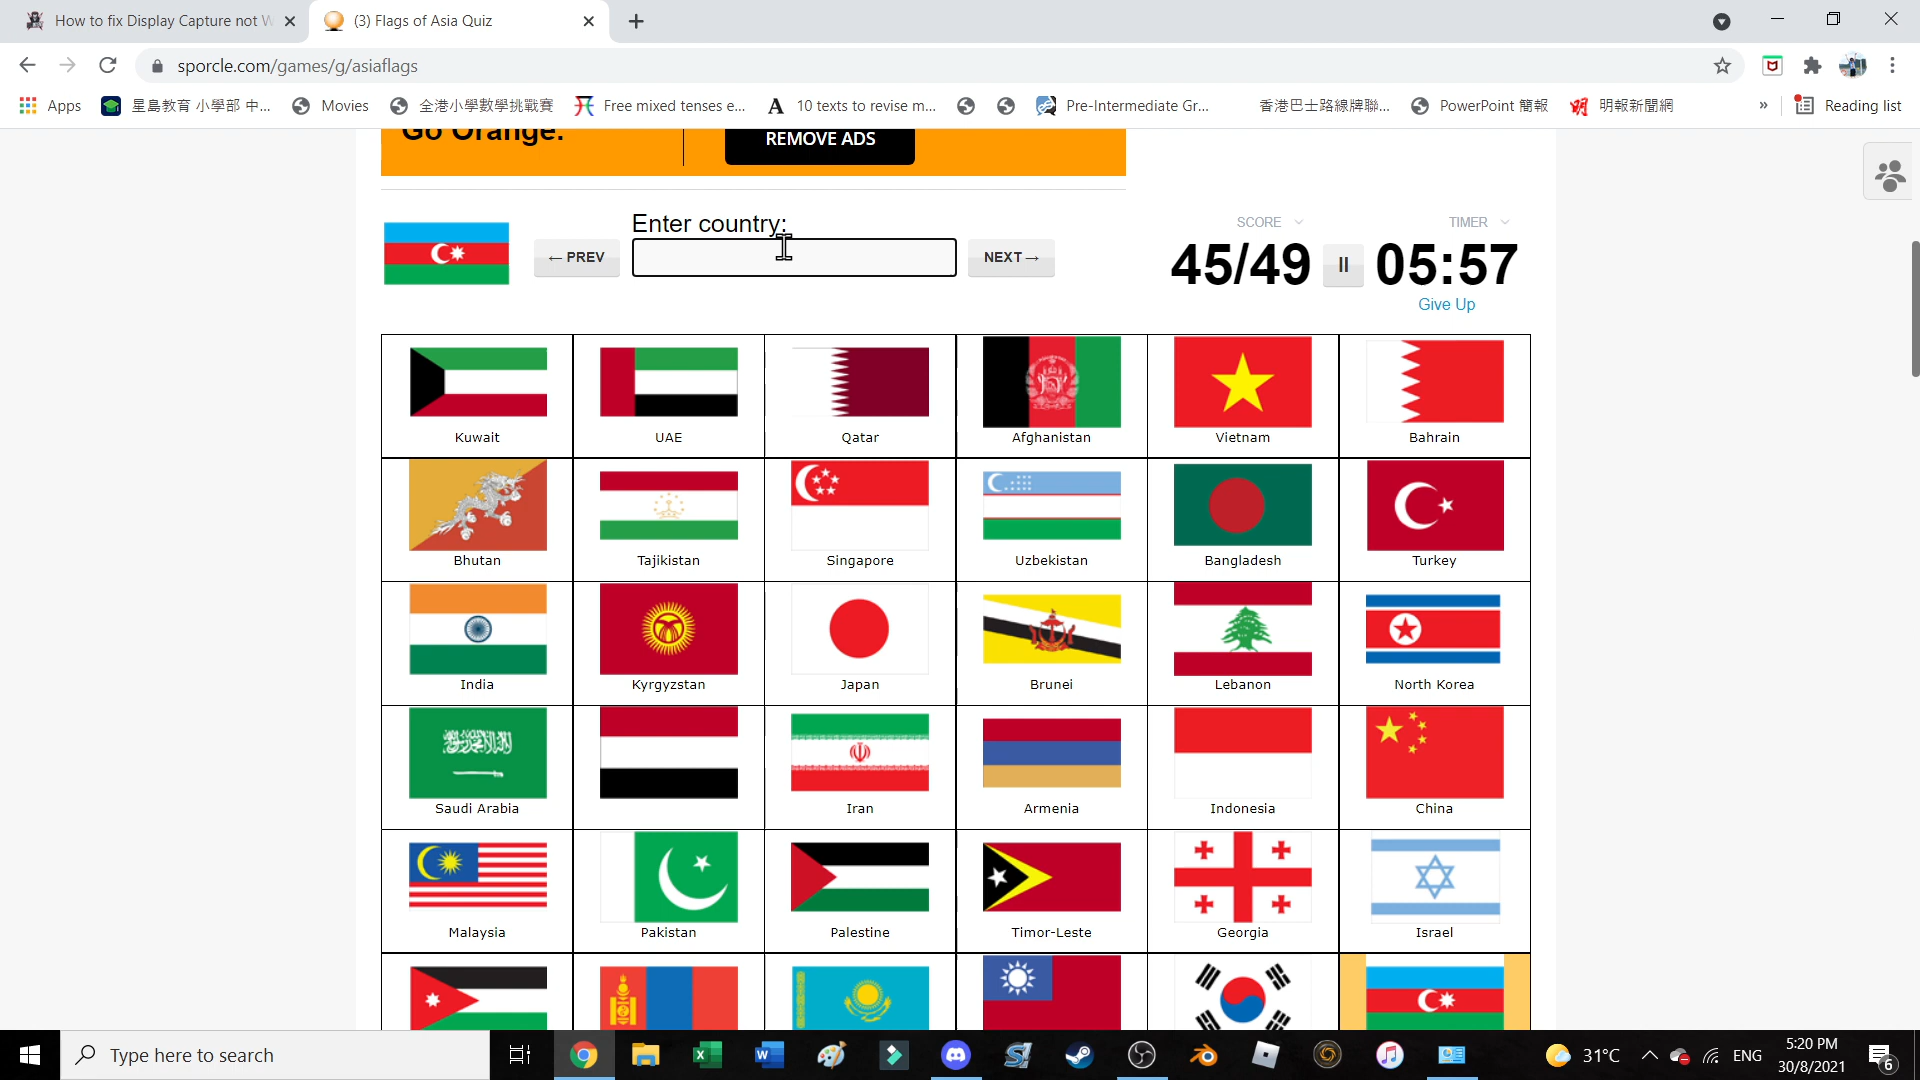 How to fix Display Capture not W
(3) Flags of Asia Quiz
sporcle.com/games/g/asiaflags
Apps
星島教育 小學部 中...
Movies
全港小學數學挑戰賽
Free mixed tenses e...
10 texts to revise m...
Pre-Intermediate Gr...
香港巴士路線牌聯...
PowerPoint 簡報
明報新聞網
»
Reading list
Go Orange.
REMOVE ADS
Enter country:
← PREV
NEXT→
SCORE
45/49
TIMER
05:57
Give Up
Kuwait
UAE
Qatar
Afghanistan
Vietnam
Bahrain
Bhutan
Tajikistan
Singapore
Uzbekistan
Bangladesh
Turkey
India
Kyrgyzstan
Japan
Brunei
Lebanon
North Korea
Saudi Arabia
Iran
Armenia
Indonesia
China
Malaysia
Pakistan
Palestine
Timor-Leste
Georgia
Israel
Type here to search
31°C
ENG
5:20 PM
30/8/2021
6